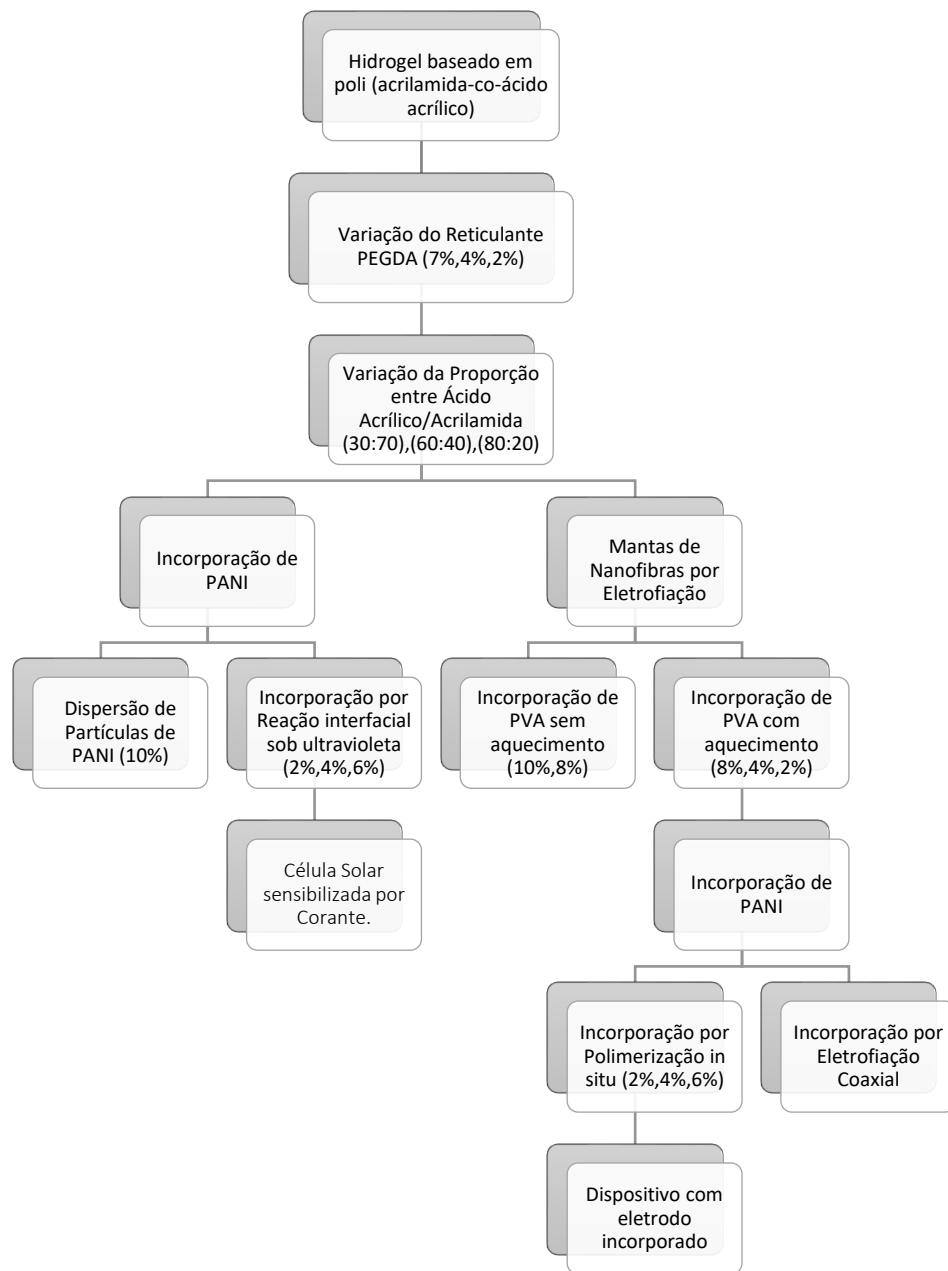 Hidrogel baseado em
poli (acrilamida-co-ácido
acrílico)
Variação do Reticulante
PEGDA (7%,4%,2%)
Variação da Proporção
entre Ácido
Acrílico/Acrilamida
(30:70),(60:40),(80:20)
Incorporação de
PANI
Mantas de
Nanofibras por
Eletrofiação
Dispersão de
Partículas de
PANI (10%)
Incorporação por
Reação interfacial
sob ultravioleta
(2%,4%,6%)
Incorporação de
PVA sem
aquecimento
(10%,8%)
Incorporação de
PVA com
aquecimento
(8%,4%,2%)
Célula Solar
sensibilizada por
Corante.
Incorporação de
PANI
Incorporação por
Polimerização in
situ (2%,4%,6%)
Incorporação por
Eletrofiação
Coaxial
Dispositivo com
eletrodo
incorporado